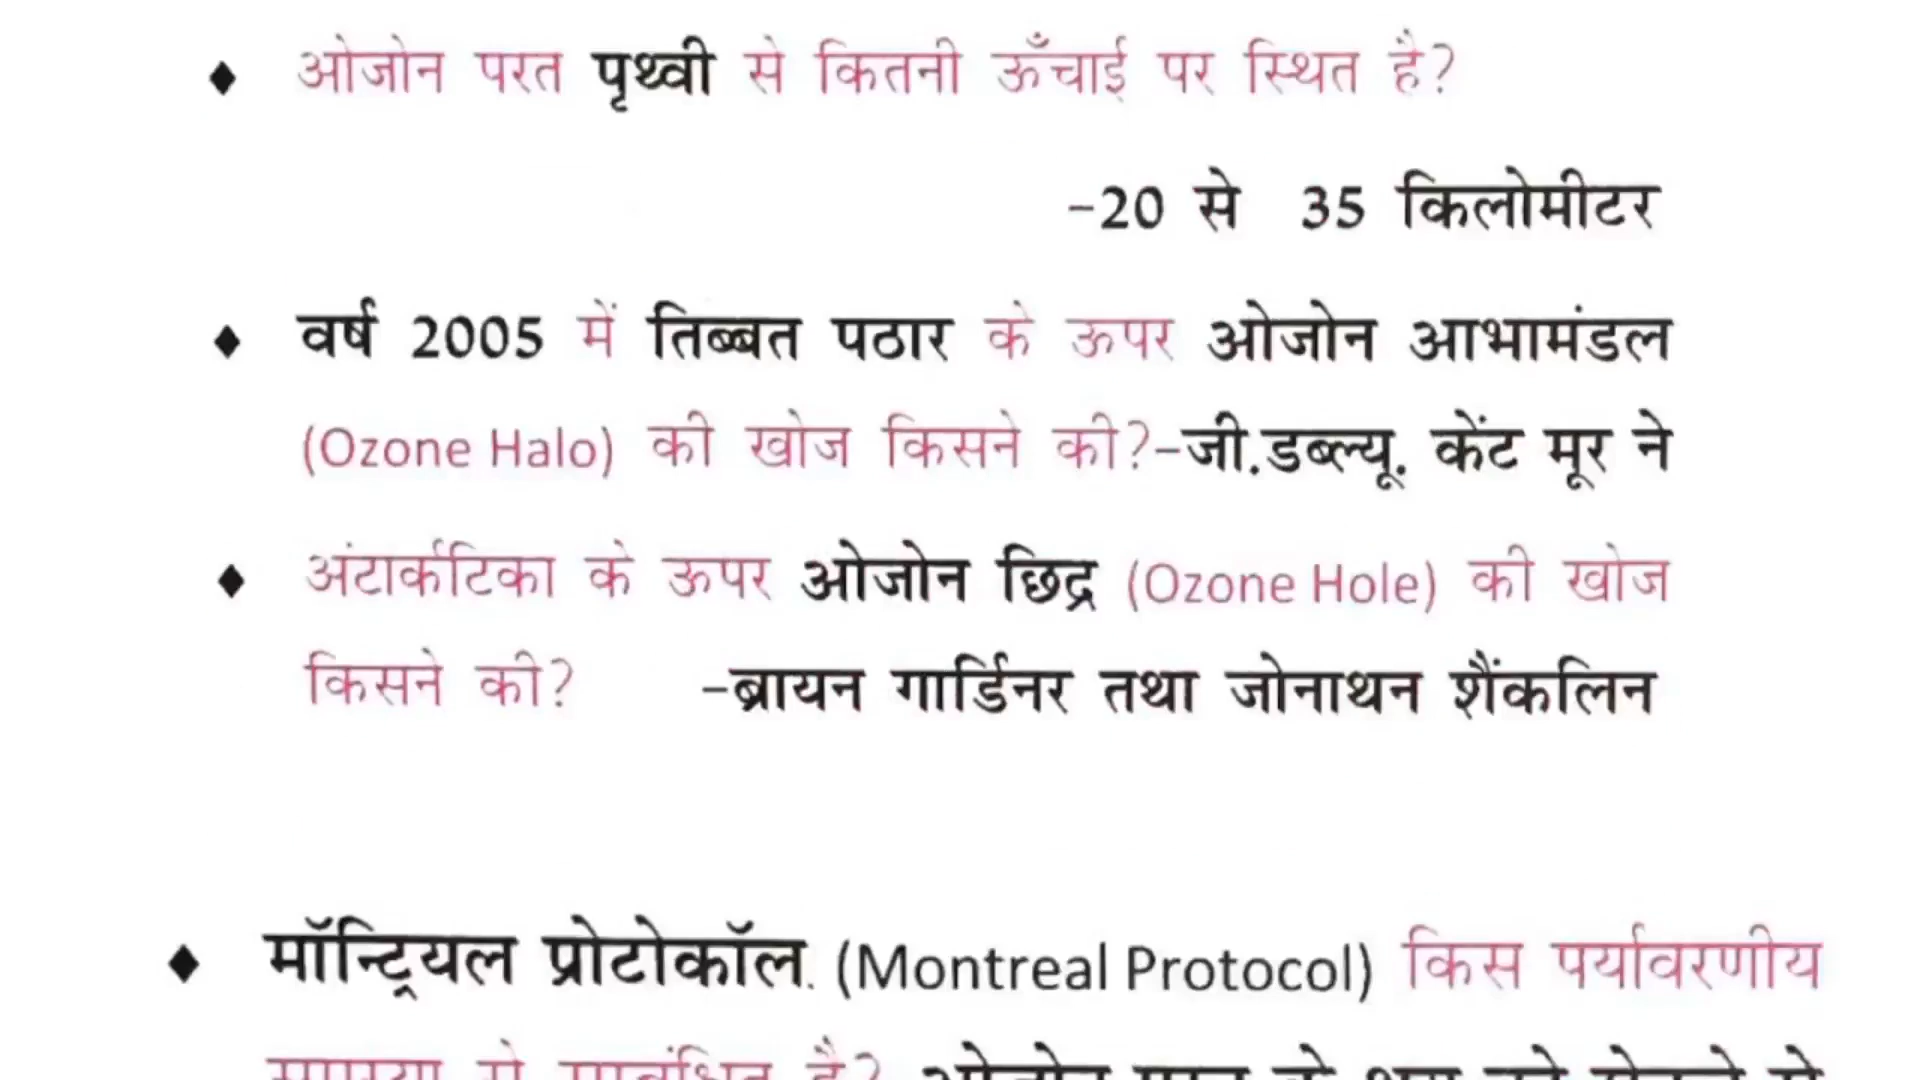 ♦ ओजोन परत पृथ्वी से कितनी ऊँचाई पर स्थित है?
-20 से 35 किलोमीटर
♦ वर्ष 2005 में तिब्बत पठार के ऊपर ओजोन आभामंडल
(Ozone Halo) की खोज किसने की?-जी.डब्ल्यू. केंट मूर ने
♦ अंटार्कटिका के ऊपर ओजोन छिद्र (Ozone Hole) की खोज
किसने की? -ब्रायन गार्डिनर तथा जोनाथन शैंकलिन
♦ मॉन्ट्रियल प्रोटोकॉल. (Montreal Protocol) किस पर्यावरणीय
है?